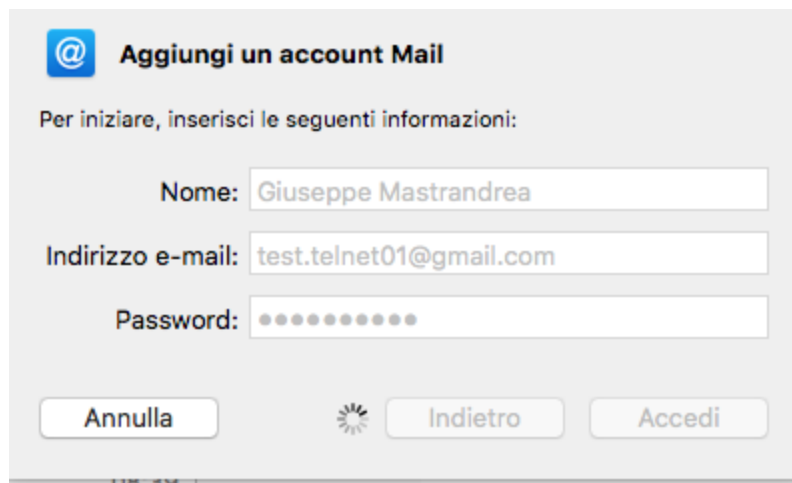 @ Aggiungi un account Mail
Per iniziare, inserisci le seguenti informazioni:
Nome: Giuseppe Mastrandrea
Indirizzo e-mail: test.telnet01@gmail.com
Password: ••••••••••
Annulla Indietro Accedi